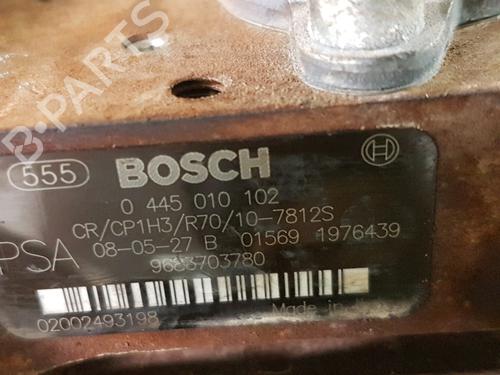 555 BOSCH
0 445 010 102
CR/CP1H3/R70/10-7812S
PSA 08-05-27 B 01569 1976439
9683703780
02002493198 Made in
B-PARTS